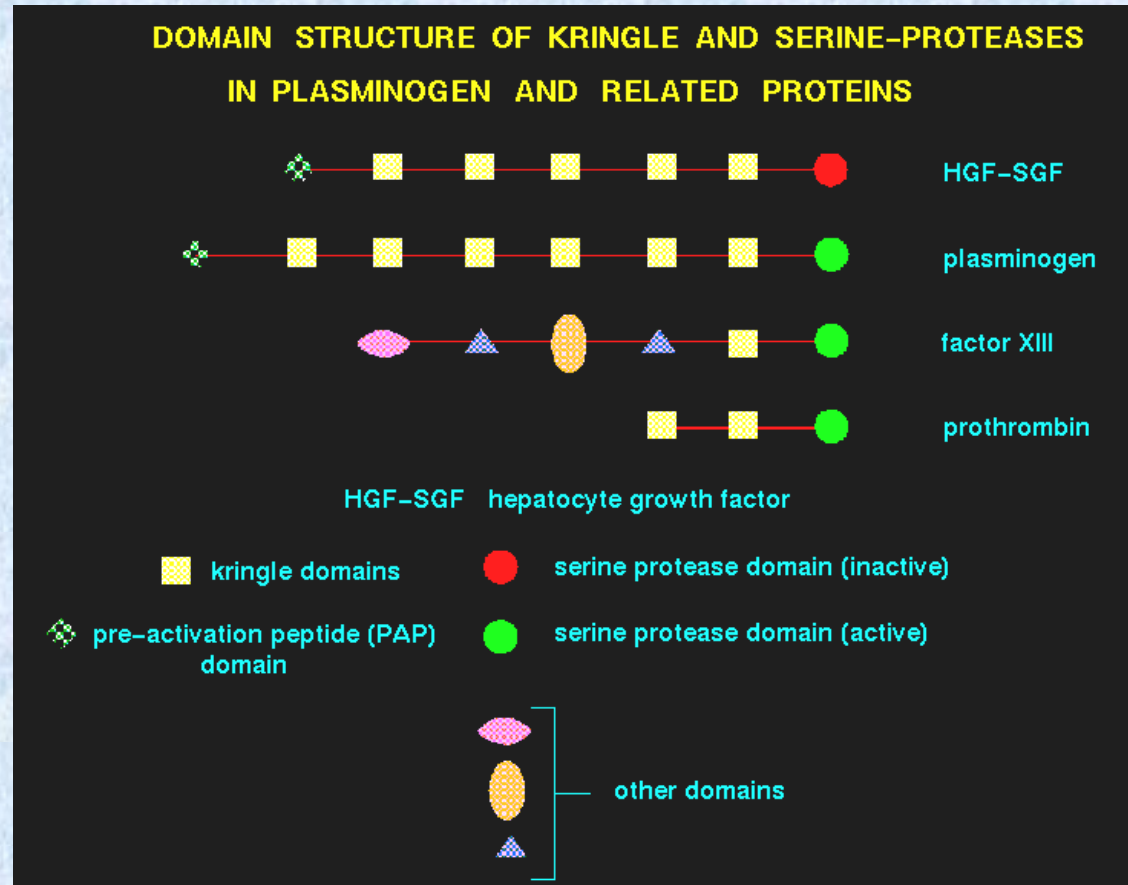 DOMAIN STRUCTURE OF KRINGLE AND SERINE-PROTEASES
IN PLASMINOGEN AND RELATED PROTEINS
HGF-SGF
plasminogen
factor XIII
prothrombin
HGF-SGF hepatocyte growth factor
kringle domains
serine protease domain (inactive)
pre-activation peptide (PAP)
domain
serine protease domain (active)
other domains